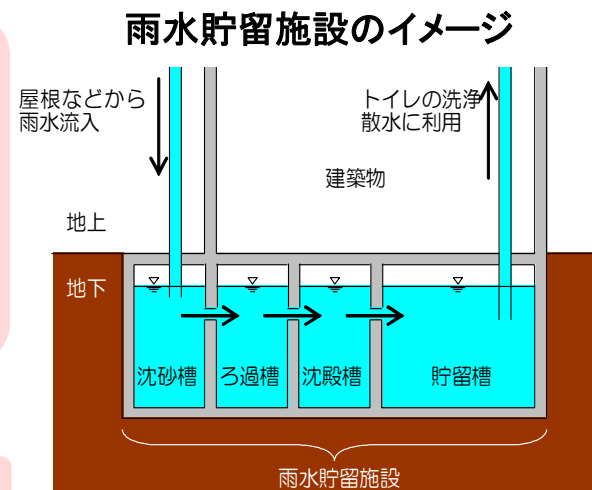 雨水貯留施設のイメージ
屋根などから
雨水流入
トイレの洗浄
散水に利用
建築物
地上
地下
沈砂槽
ろ過槽
沈殿槽
貯留槽
雨水貯留施設